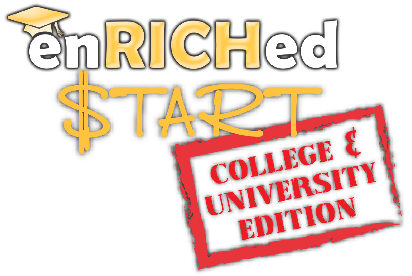 enRICHed
$TART
COLLEGE &
UNIVERSITY
EDITION